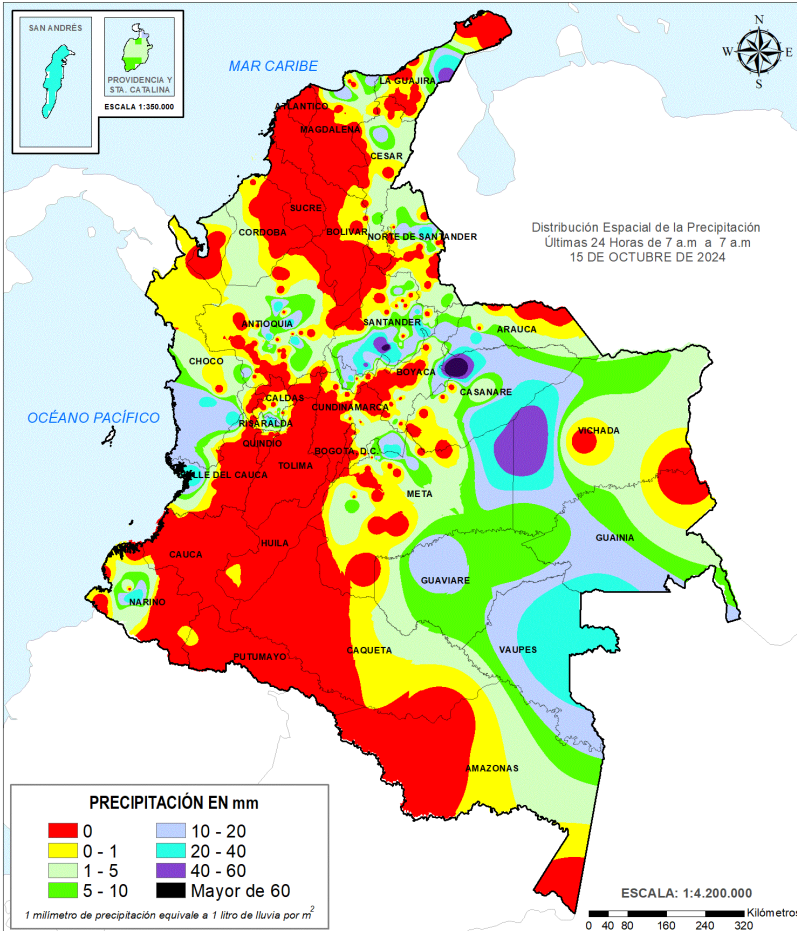 SAN ANDRÉS
PROVIDENCIA Y
STA. CATALINA
ESCALA 1:350.000
MAR CARIBE
N
W E
S
LA GUAJIRA
ATLANTICO
MAGDALENA
CESAR
SUCRE
CORDOBA
BOLIVAR
NORTE DE SANTANDER
Distribución Espacial de la Precipitación
Últimas 24 Horas de 7 a.m a 7 a.m
15 DE OCTUBRE DE 2024
ANTIOQUIA
SANTANDER
ARAUCA
CHOCO
BOYACA
CASANARE
CALDAS
CUNDINAMARCA
OCÉANO PACÍFICO
RISARALDA
VICHADA
QUINDIO
BOGOTA, D.C.
TOLIMA
VALLE DEL CAUCA
META
GUAINIA
HUILA
CAUCA
GUAVIARE
NARIÑO
VAUPES
CAQUETA
PUTUMAYO
AMAZONAS
PRECIPITACIÓN EN mm
0
10 - 20
0 - 1
20 - 40
1 - 5
40 - 60
5 - 10
Mayor de 60
1 milímetro de precipitación equivale a 1 litro de lluvia por m²
ESCALA: 1:4.200.000
Kilómetros
0 40 80 160 240 320